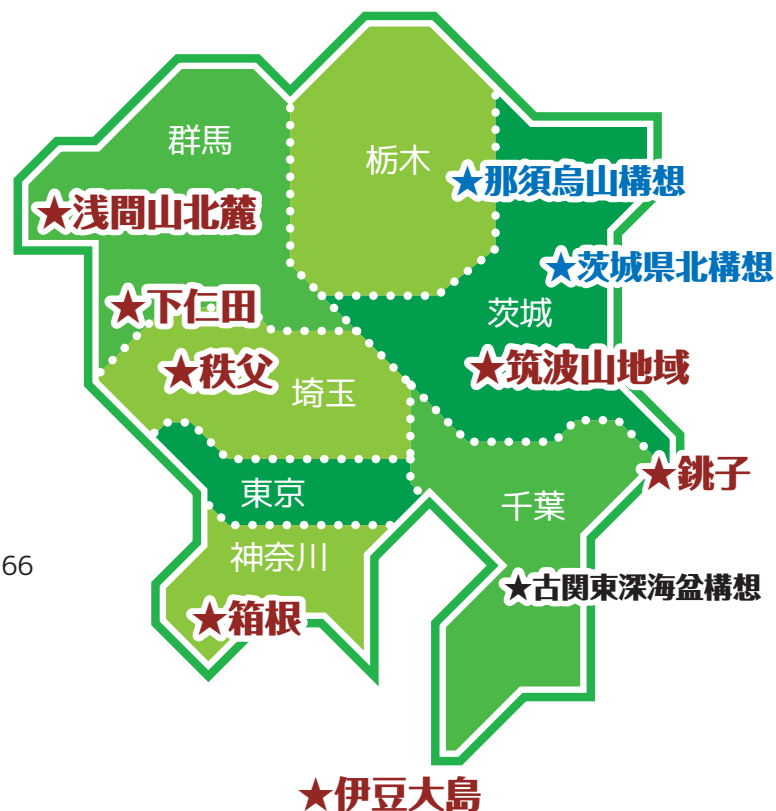 群馬
栃木
★那須烏山構想
★浅間山北麓
★茨城県北構想
★下仁田
茨城
★秩父
★筑波山地域
埼玉
★銚子
東京
千葉
神奈川
66
★古関東深海盆構想
★箱根
★伊豆大島